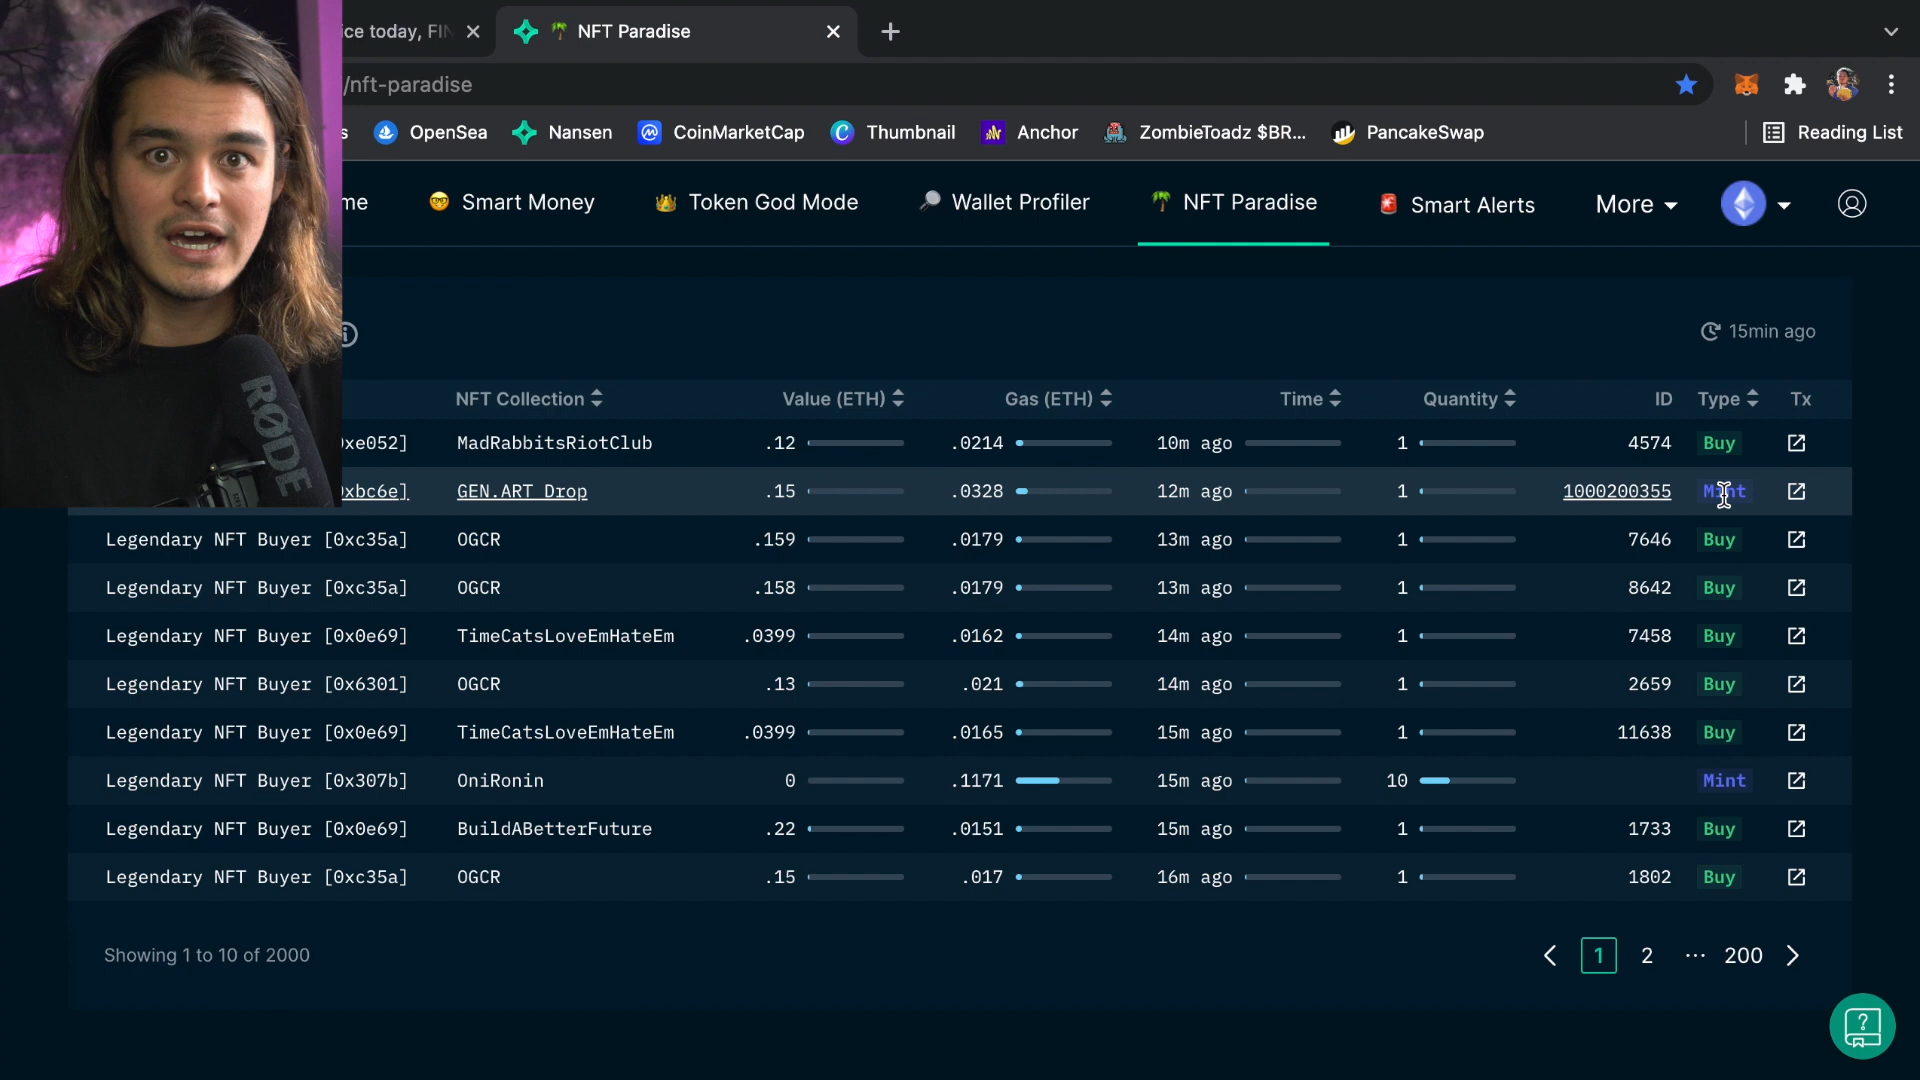 ice today, FIN
NFT Paradise
/nft-paradise
s OpenSea Nansen CoinMarketCap Thumbnail Anchor ZombieToadz $BR... PancakeSwap Reading List
me Smart Money Token God Mode Wallet Profiler NFT Paradise Smart Alerts More
15min ago
NFT Collection Value (ETH) Gas (ETH) Time Quantity ID Type Tx
0xe052] MadRabbitsRiotClub .12 .0214 10m ago 1 4574 Buy
0xbc6e] GEN.ART Drop .15 .0328 12m ago 1 1000200355 Mint
Legendary NFT Buyer [0xc35a] OGCR .159 .0179 13m ago 1 7646 Buy
Legendary NFT Buyer [0xc35a] OGCR .158 .0179 13m ago 1 8642 Buy
Legendary NFT Buyer [0x0e69] TimeCatsLoveEmHateEm .0399 .0162 14m ago 1 7458 Buy
Legendary NFT Buyer [0x6301] OGCR .13 .021 14m ago 1 2659 Buy
Legendary NFT Buyer [0x0e69] TimeCatsLoveEmHateEm .0399 .0165 15m ago 1 11638 Buy
Legendary NFT Buyer [0x307b] OniRonin 0 .1171 15m ago 10 Mint
Legendary NFT Buyer [0x0e69] BuildABetterFuture .22 .0151 15m ago 1 1733 Buy
Legendary NFT Buyer [0xc35a] OGCR .15 .017 16m ago 1 1802 Buy
Showing 1 to 10 of 2000
1 2 ... 200
RØDE